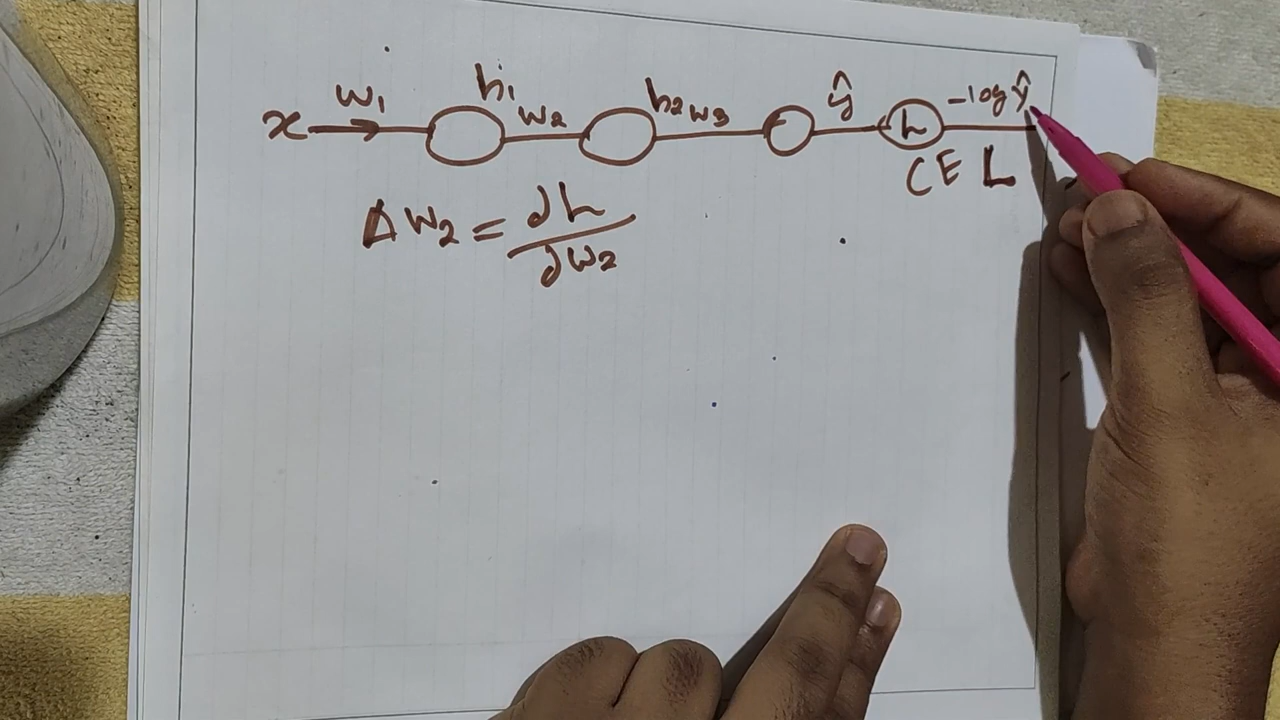 x w₁ h₁ w₂ h₂ w₃ ŷ L -log ŷ
CE L
Δw₂ = ∂L/∂w₂